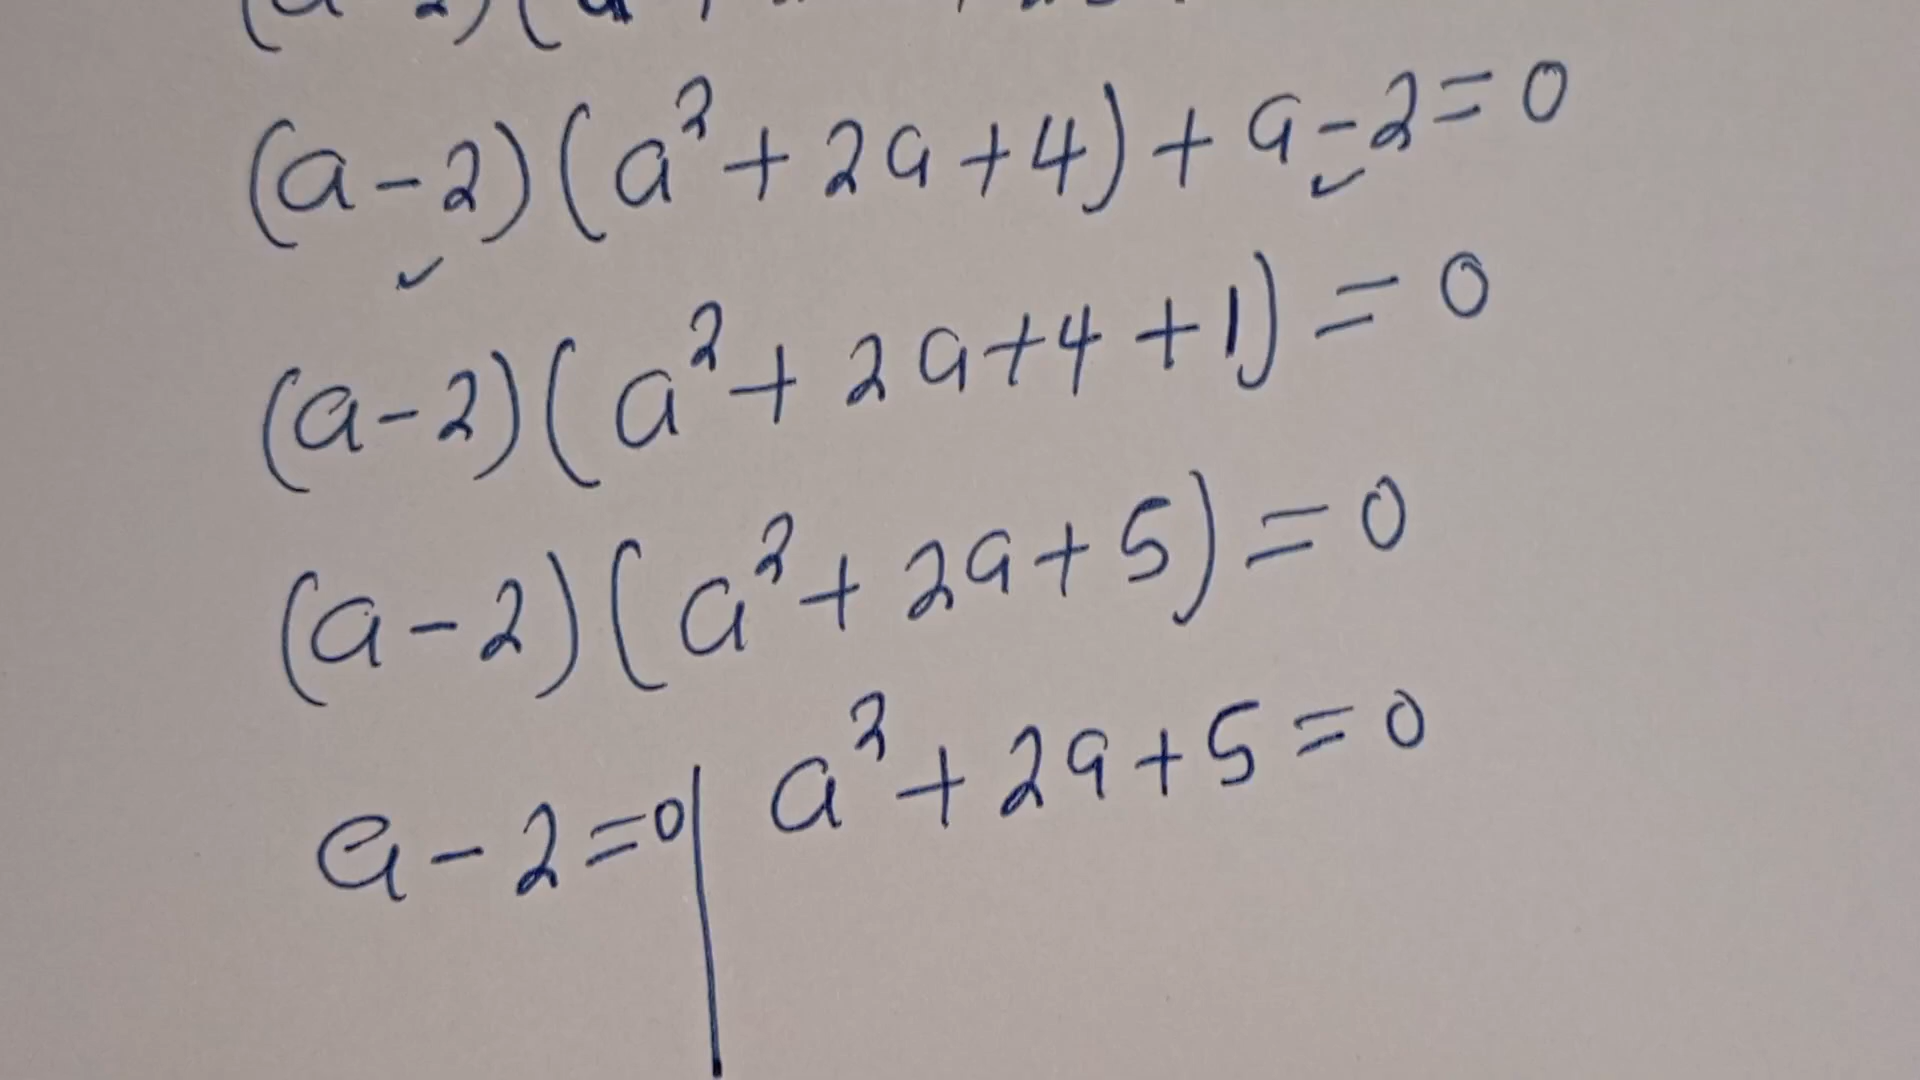 (a-2)(a²+2a+4)+a-2=0
(a-2)(a²+2a+4+1)=0
(a-2)(a²+2a+5)=0
a-2=0 | a²+2a+5=0